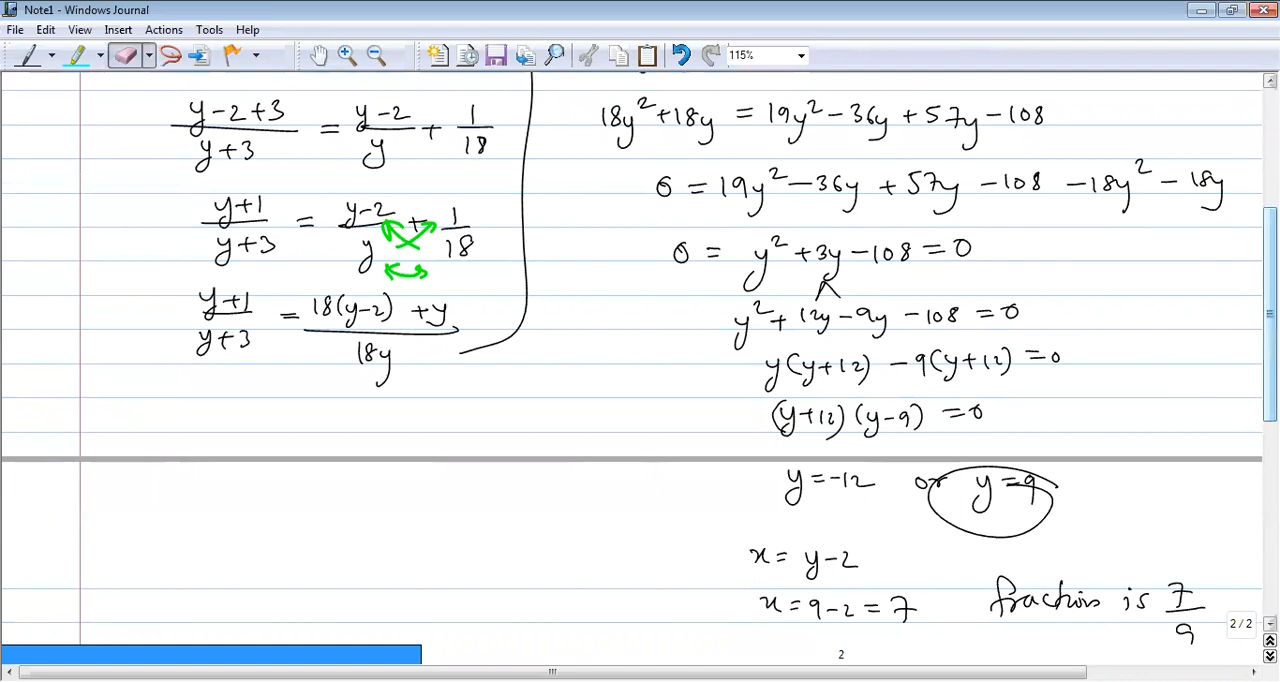 Note1 - Windows Journal
File Edit View Insert Actions Tools Help
115%
y-2+3/y+3 = y-2/y + 1/18
y+1/y+3 = y-2/y + 1/18
y+1/y+3 = 18(y-2) +y/18y
18y²+18y = 19y²-36y+57y-108
0 = 19y²-36y+57y-108-18y²-18y
0 = y²+3y-108=0
y²+12y-9y-108=0
y(y+12)-9(y+12)=0
(y+12)(y-9)=0
y=-12 or y=9
x= y-2
x=9-2=7 fraction is 7/9
2/2
2